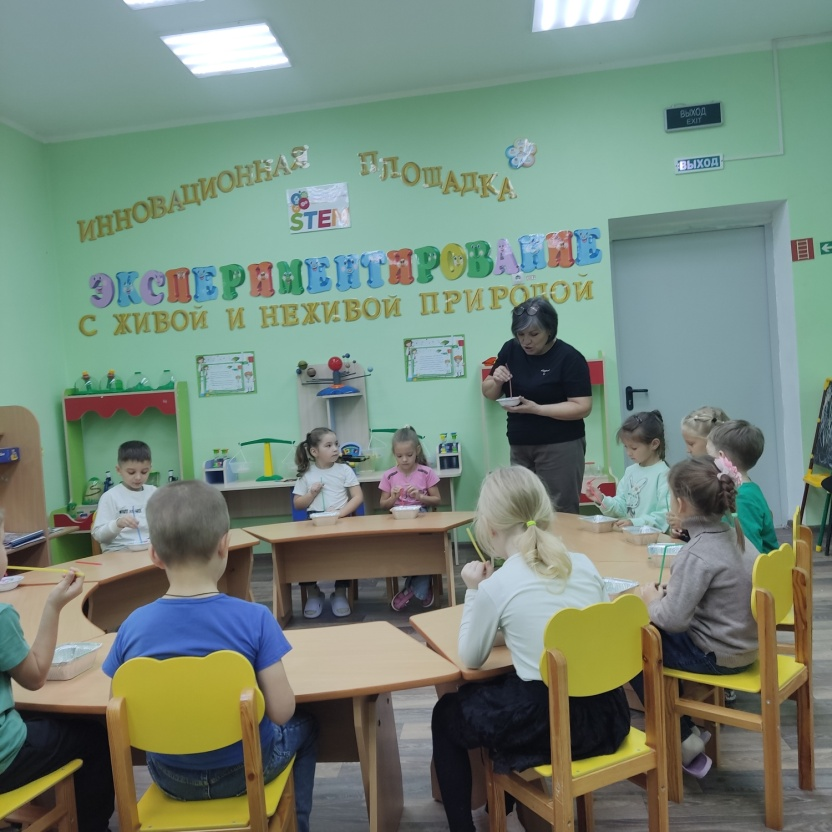 ИННОВАЦИОННАЯ ПЛОЩАДКА
STEM
ЭКСПЕРИМЕНТИРОВАНИЕ
С ЖИВОЙ И НЕЖИВОЙ ПРИРОДОЙ
ВЫХОД
EXIT
ВЫХОД